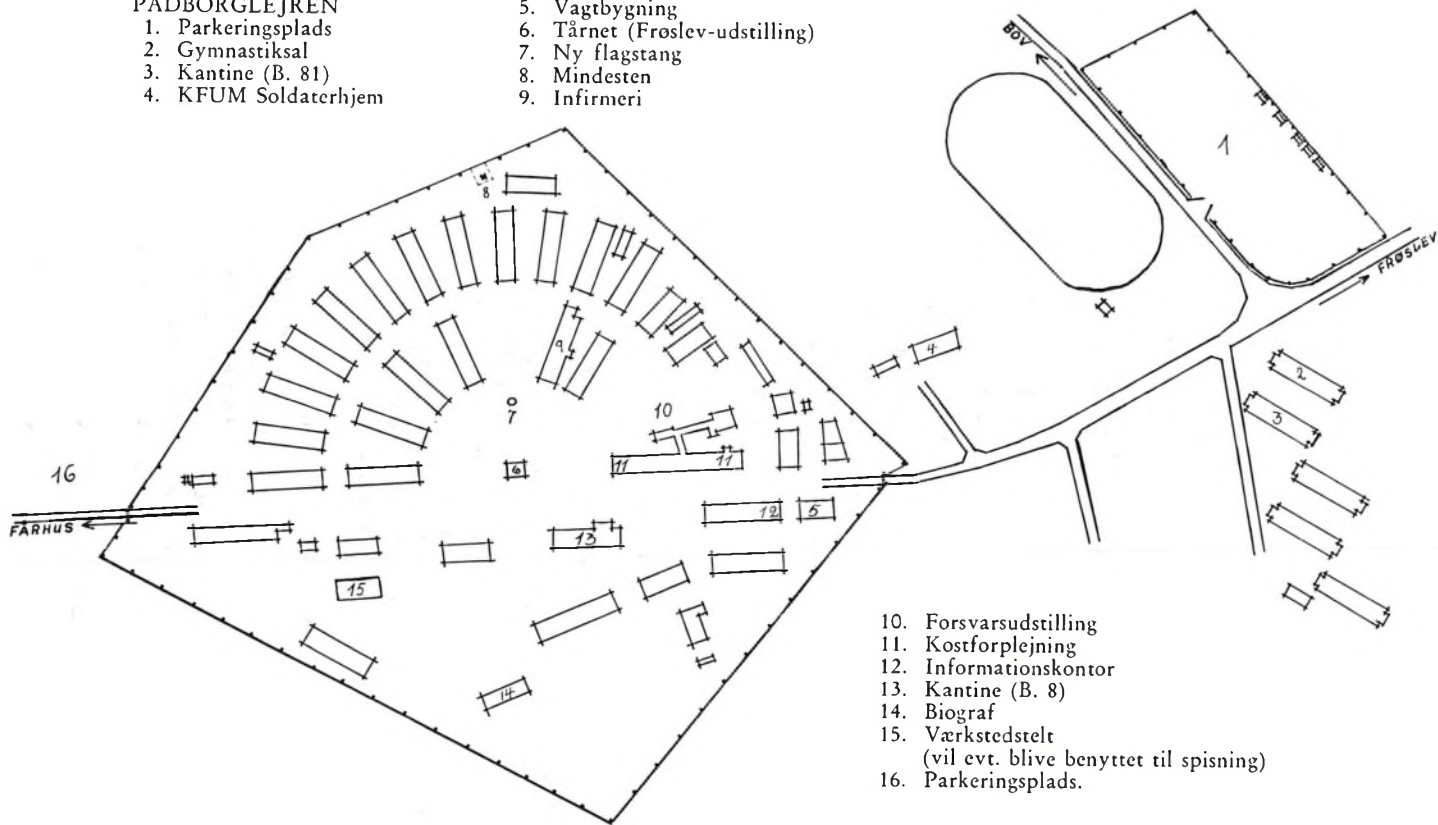 PADBORGLEJREN
1. Parkeringsplads
2. Gymnastiksal
3. Kantine (B. 81)
4. KFUM Soldaterhjem
5. Vagtbygning
6. Tårnet (Frøslev-udstilling)
7. Ny flagstang
8. Mindesten
9. Infirmeri
BOV
1
8
FRØSLEV
4
2
9
3
7
10
6
11
11
16
FÅRHUS
12
5
13
15
14
10. Forsvarsudstilling
11. Kostforplejning
12. Informationskontor
13. Kantine (B. 8)
14. Biograf
15. Værkstedstelt
(vil evt. blive benyttet til spisning)
16. Parkeringsplads.